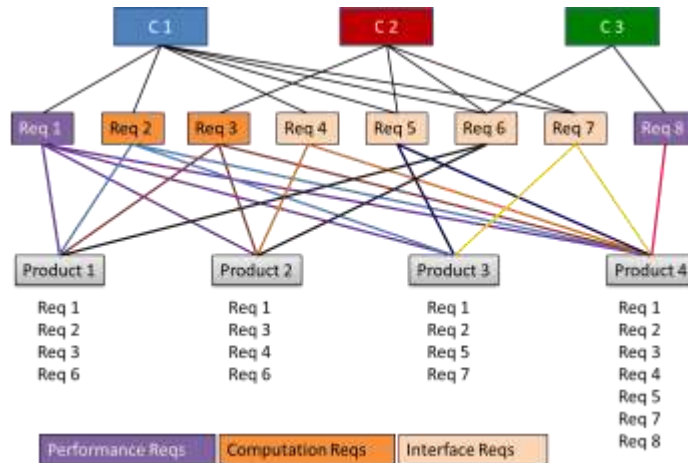 C 1 C 2 C 3
Req 1 Req 2 Req 3 Req 4 Req 5 Req 6 Req 7 Req 8
Product 1 Product 2 Product 3 Product 4
Req 1 Req 1 Req 1 Req 1
Req 2 Req 3 Req 2 Req 2
Req 3 Req 4 Req 5 Req 3
Req 6 Req 6 Req 7 Req 4
Req 5
Req 7
Req 8
Performance Reqs Computation Reqs Interface Reqs